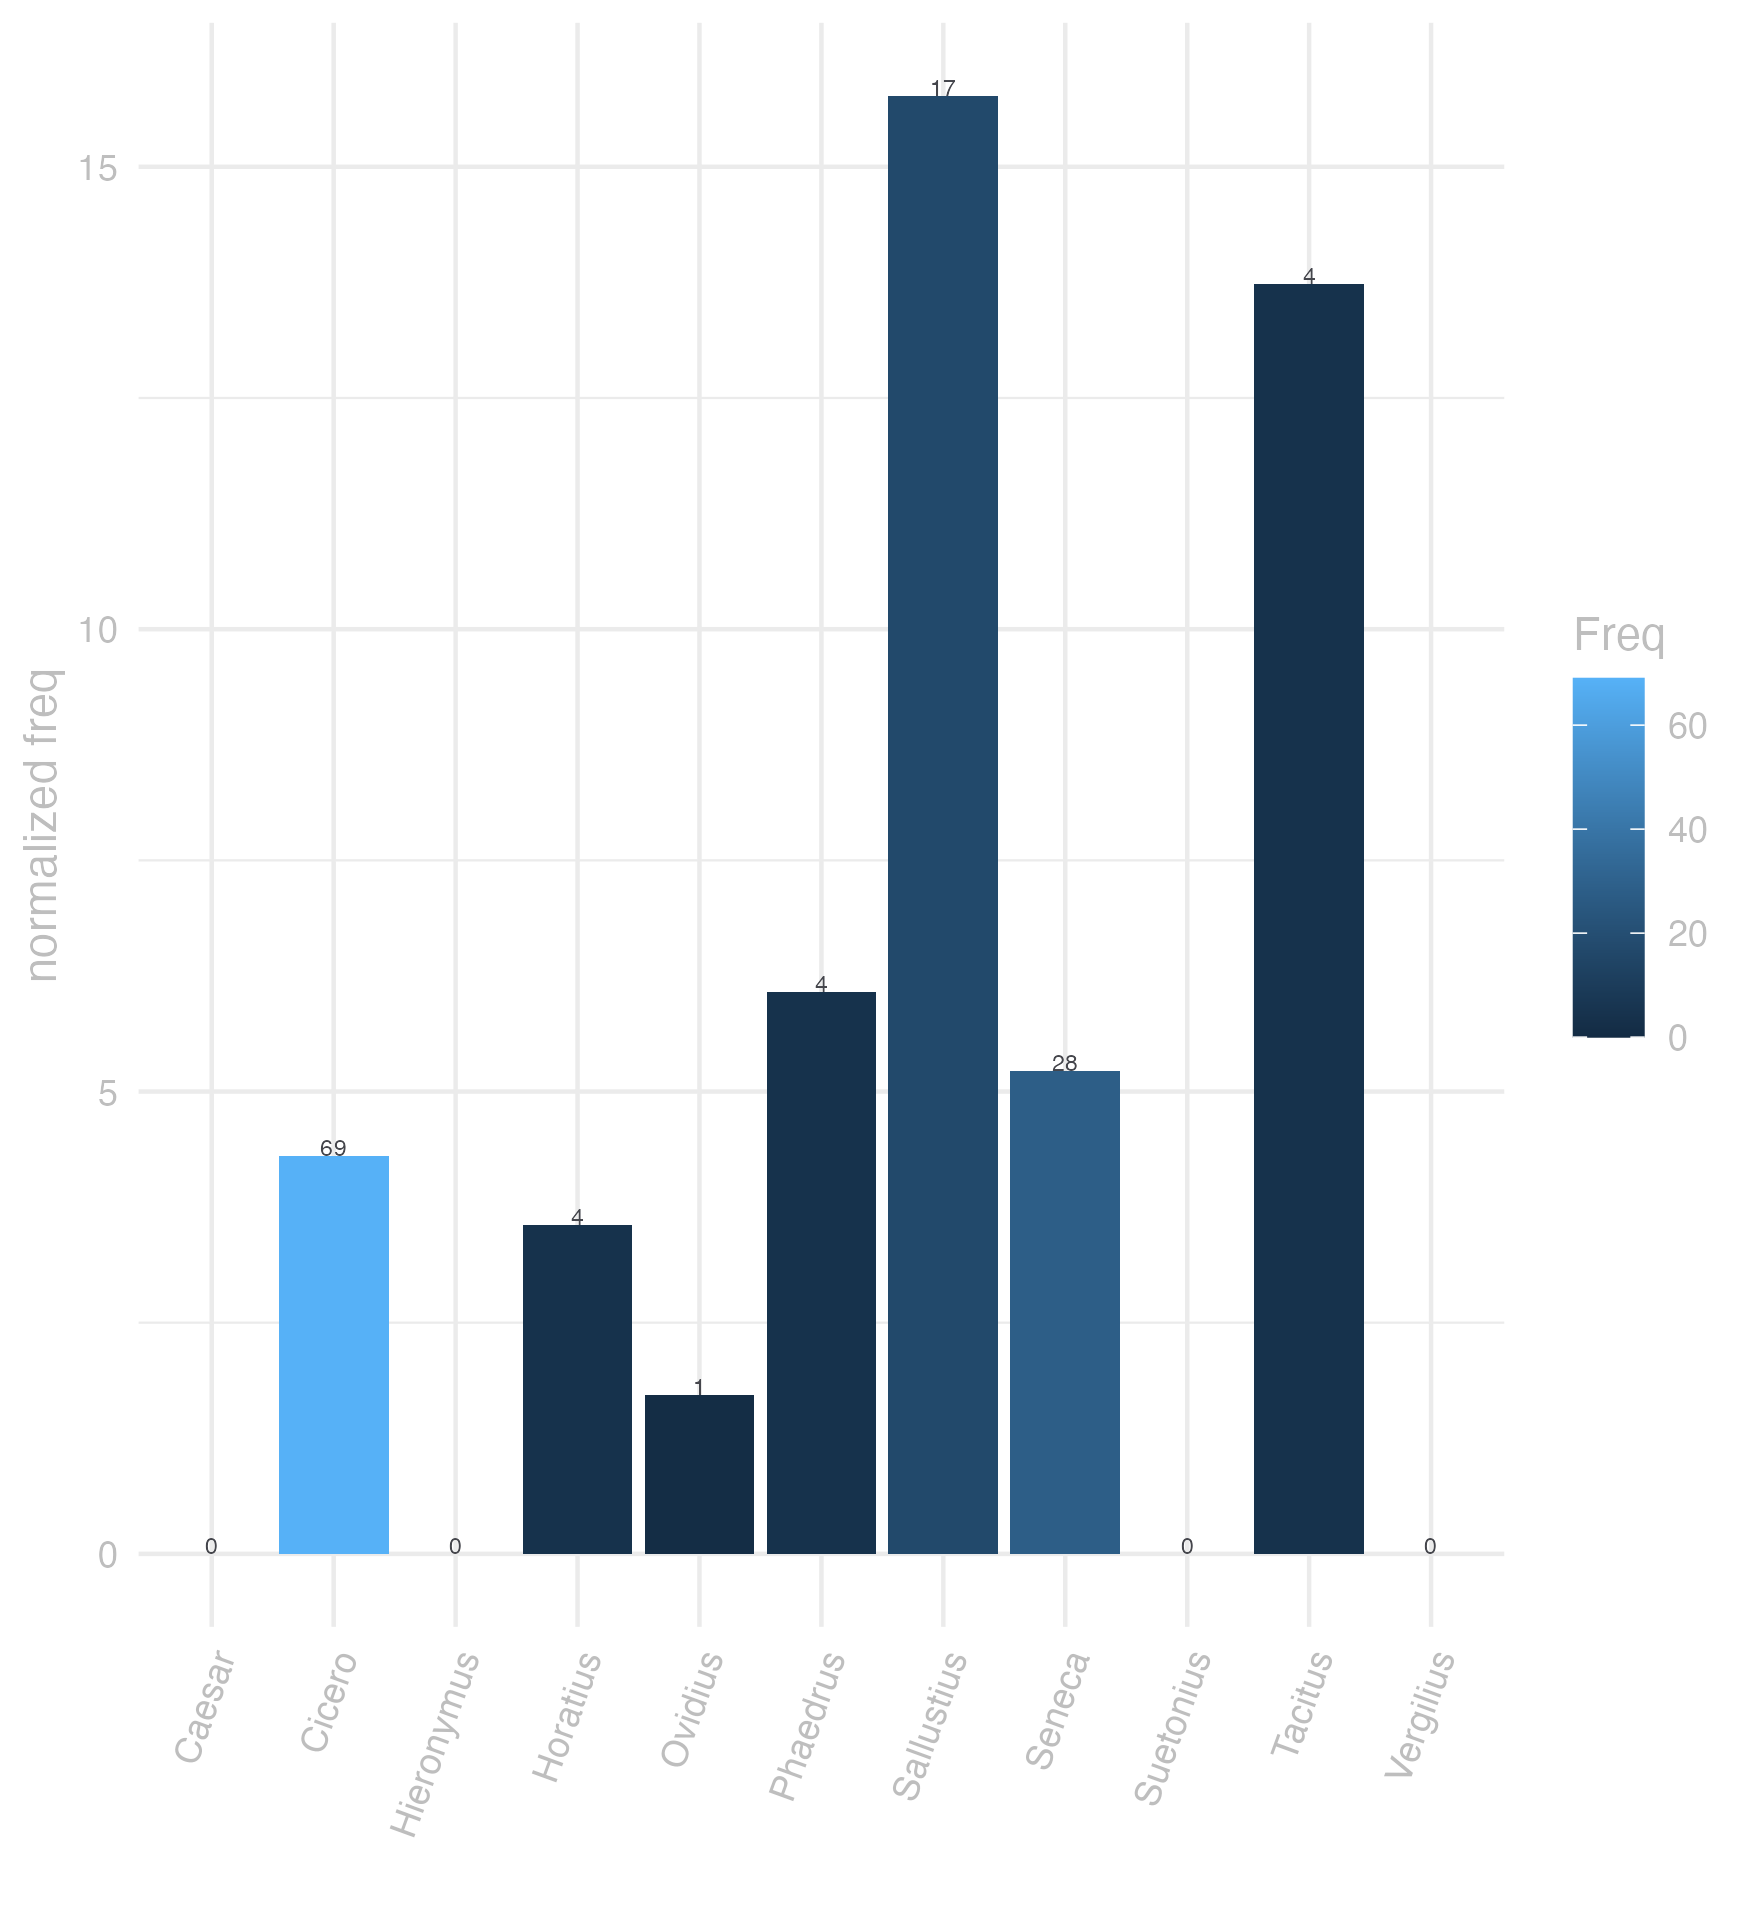 17
15
4
10
Freq
60
40
20
0
normalized freq
4
28
5
69
4
1
0
0
0
0
0
Caesar
Cicero
Hieronymus
Horatius
Ovidius
Phaedrus
Sallustius
Seneca
Suetonius
Tacitus
Vergilius